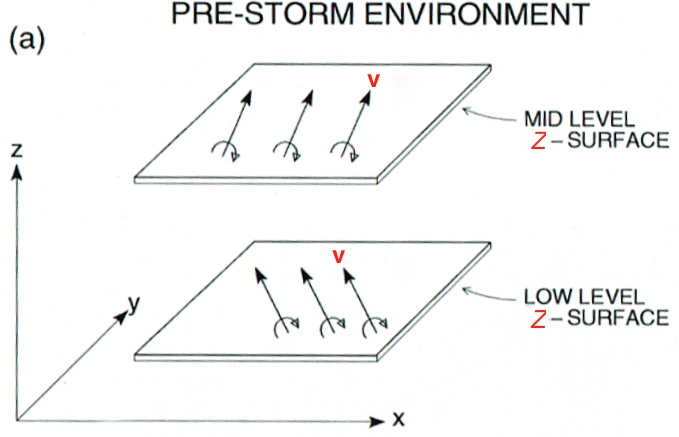 PRE-STORM ENVIRONMENT
(a)
v
MID LEVEL
Z – SURFACE
z
v
y
LOW LEVEL
Z – SURFACE
x